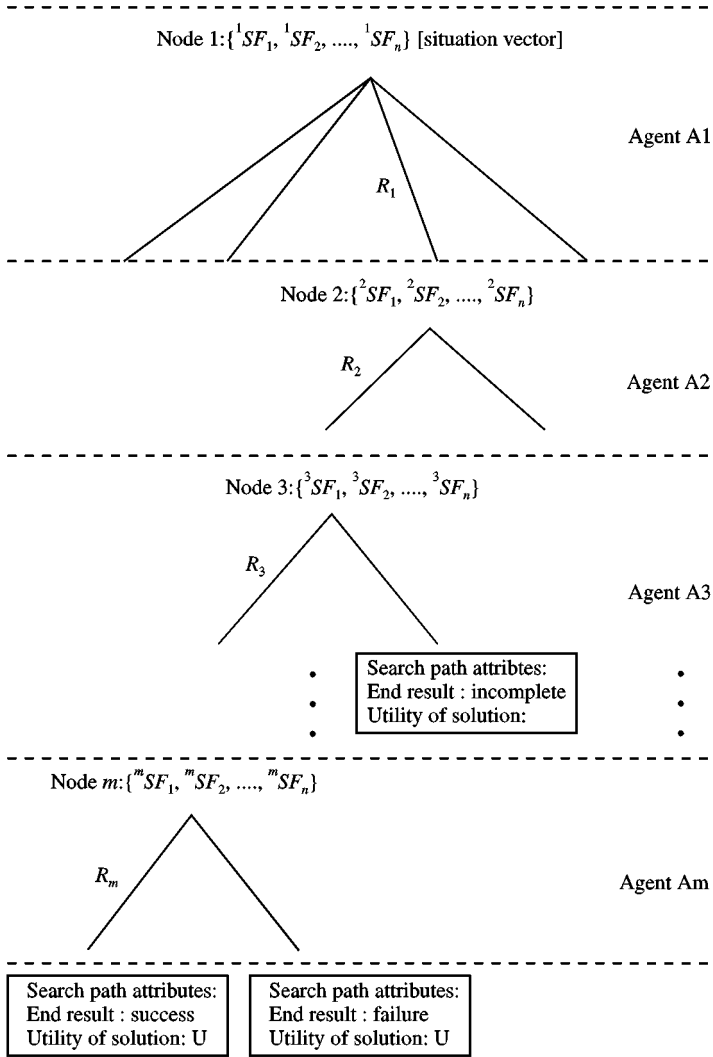 Node 1:{¹SF₁, ¹SF₂, ...., ¹SFₙ} [situation vector]
Agent A1
R₁
Node 2:{²SF₁, ²SF₂, ...., ²SFₙ}
R₂
Agent A2
Node 3:{³SF₁, ³SF₂, ...., ³SFₙ}
R₃
Agent A3
Search path attribtes:
End result : incomplete
Utility of solution:
Node m:{ᵐSF₁, ᵐSF₂, ...., ᵐSFₙ}
Rₘ
Agent Am
Search path attributes:
End result : success
Utility of solution: U
Search path attributes:
End result : failure
Utility of solution: U